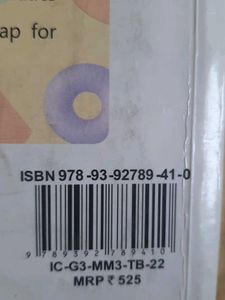 ap for
ISBN 978-93-92789-41-0
9 789392 789410
IC-G3-MM3-TB-22
MRP ₹ 525